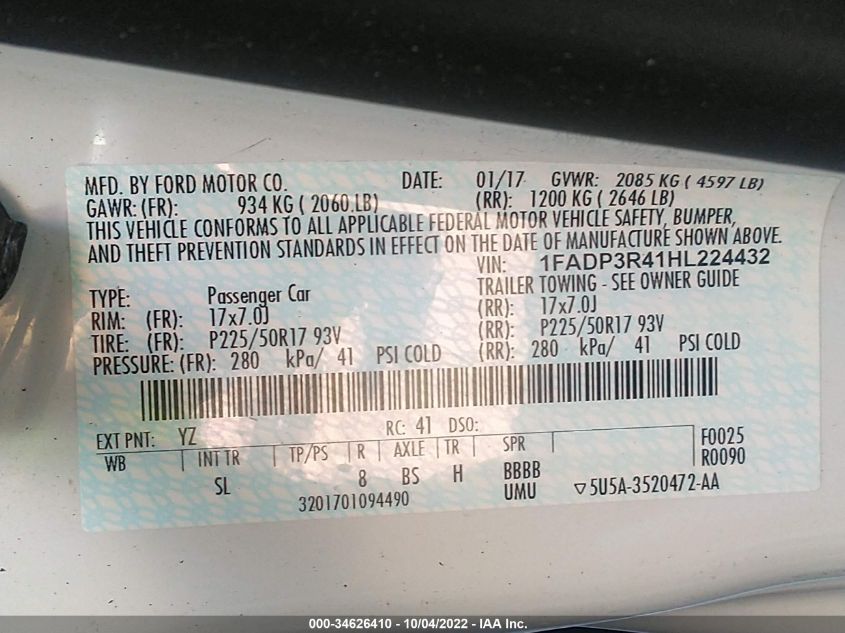 MFD. BY FORD MOTOR CO. DATE: 01/17 GVWR: 2085 KG ( 4597 LB)
GAWR: (FR): 934 KG ( 2060 LB) (RR): 1200 KG ( 2646 LB)
THIS VEHICLE CONFORMS TO ALL APPLICABLE FEDERAL MOTOR VEHICLE SAFETY, BUMPER,
AND THEFT PREVENTION STANDARDS IN EFFECT ON THE DATE OF MANUFACTURE SHOWN ABOVE.
VIN: 1FADP3R41HL224432
TRAILER TOWING - SEE OWNER GUIDE
TYPE: Passenger Car
RIM: (FR): 17x7.0J (RR): 17x7.0J
TIRE: (FR): P225/50R17 93V (RR): P225/50R17 93V
PRESSURE: (FR): 280 kPa/ 41 PSI COLD (RR): 280 kPa/ 41 PSI COLD
EXT PNT: YZ RC: 41 DSO: F0025
WB INT TR TP/PS R AXLE TR SPR R0090
SL 8 BS H BBBB
3201701094490 UMU ▽5U5A-3520472-AA
000-34626410 - 10/04/2022 - IAA Inc.